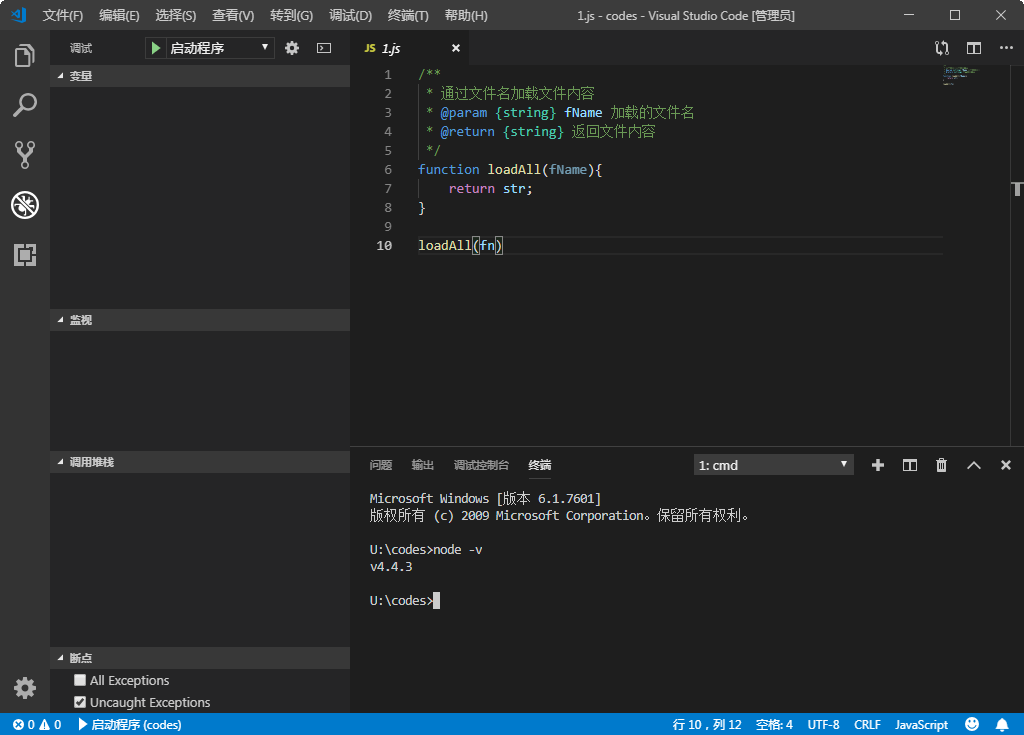 文件(F) 编辑(E) 选择(S) 查看(V) 转到(G) 调试(D) 终端(T) 帮助(H) 1.js - codes - Visual Studio Code [管理员]
调试 启动程序
变量
监视
调用堆栈
断点
All Exceptions
Uncaught Exceptions
JS 1.js
1 /**
2 * 通过文件名加载文件内容
3 * @param {string} fName 加载的文件名
4 * @return {string} 返回文件内容
5 */
6 function loadAll(fName){
7 return str;
8 }
9
10 loadAll(fn)
问题 输出 调试控制台 终端 1: cmd
Microsoft Windows [版本 6.1.7601]
版权所有 (c) 2009 Microsoft Corporation。保留所有权利。
U:\codes>node -v
v4.4.3
U:\codes>
0 0 启动程序 (codes) 行 10，列 12 空格: 4 UTF-8 CRLF JavaScript